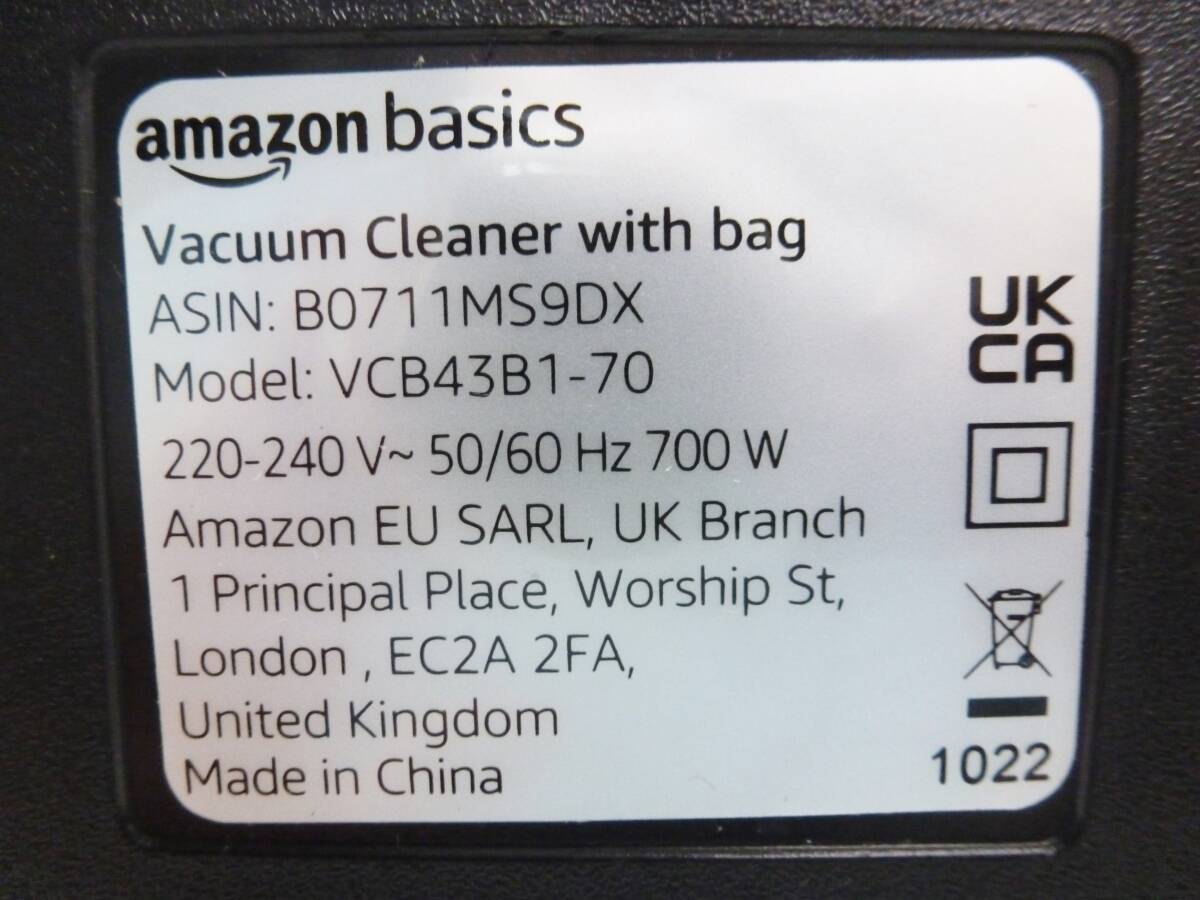 amazon basics
Vacuum Cleaner with bag
ASIN: B0711MS9DX
Model: VCB43B1-70
220-240 V~ 50/60 Hz 700 W
Amazon EU SARL, UK Branch
1 Principal Place, Worship St,
London , EC2A 2FA,
United Kingdom
Made in China
UK
CA
1022